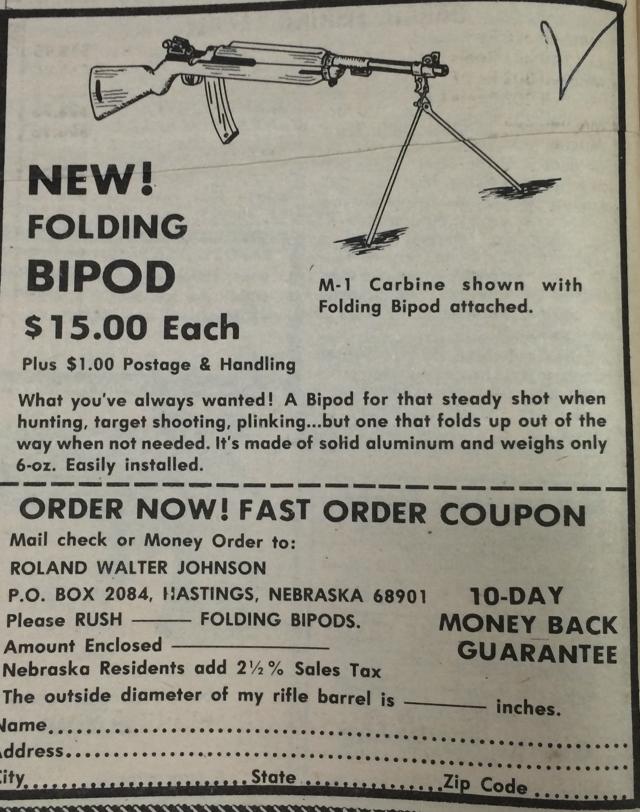 NEW!
FOLDING
BIPOD
$15.00 Each
Plus $1.00 Postage & Handling
M-1 Carbine shown with
Folding Bipod attached.
What you've always wanted! A Bipod for that steady shot when
hunting, target shooting, plinking...but one that folds up out of the
way when not needed. It's made of solid aluminum and weighs only
6-oz. Easily installed.
ORDER NOW! FAST ORDER COUPON
Mail check or Money Order to:
ROLAND WALTER JOHNSON
P.O. BOX 2084, HASTINGS, NEBRASKA 68901
Please RUSH ——— FOLDING BIPODS.
Amount Enclosed ———————
Nebraska Residents add 2½% Sales Tax
10-DAY
MONEY BACK
GUARANTEE
The outside diameter of my rifle barrel is ———— inches.
Name........................................................
Address.....................................................
City..........................State....................Zip Code ............